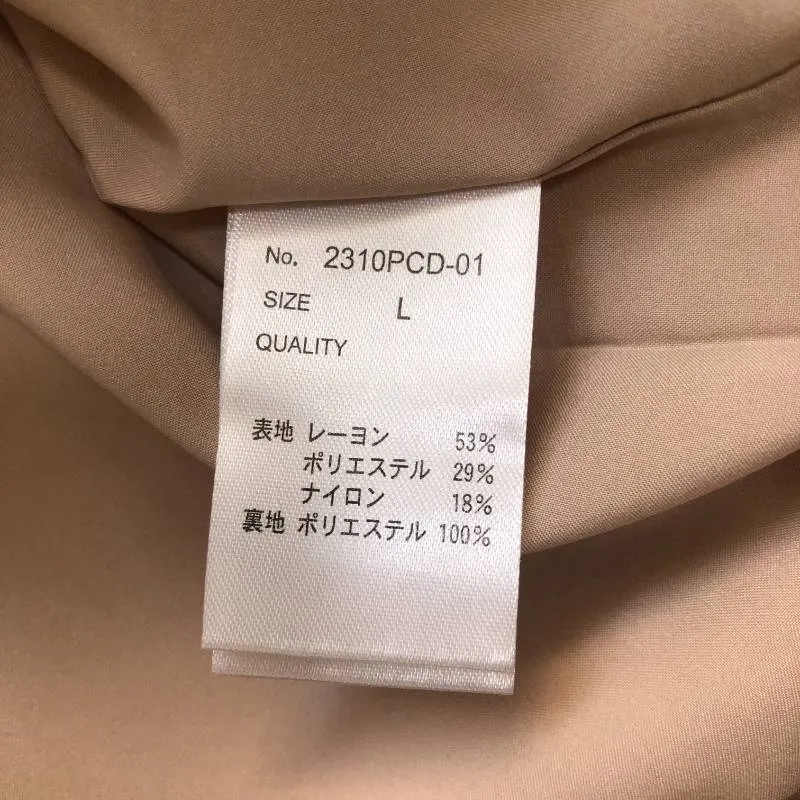 No. 2310PCD-01
SIZE L
QUALITY
表地 レーヨン 53%
ポリエステル 29%
ナイロン 18%
裏地 ポリエステル 100%